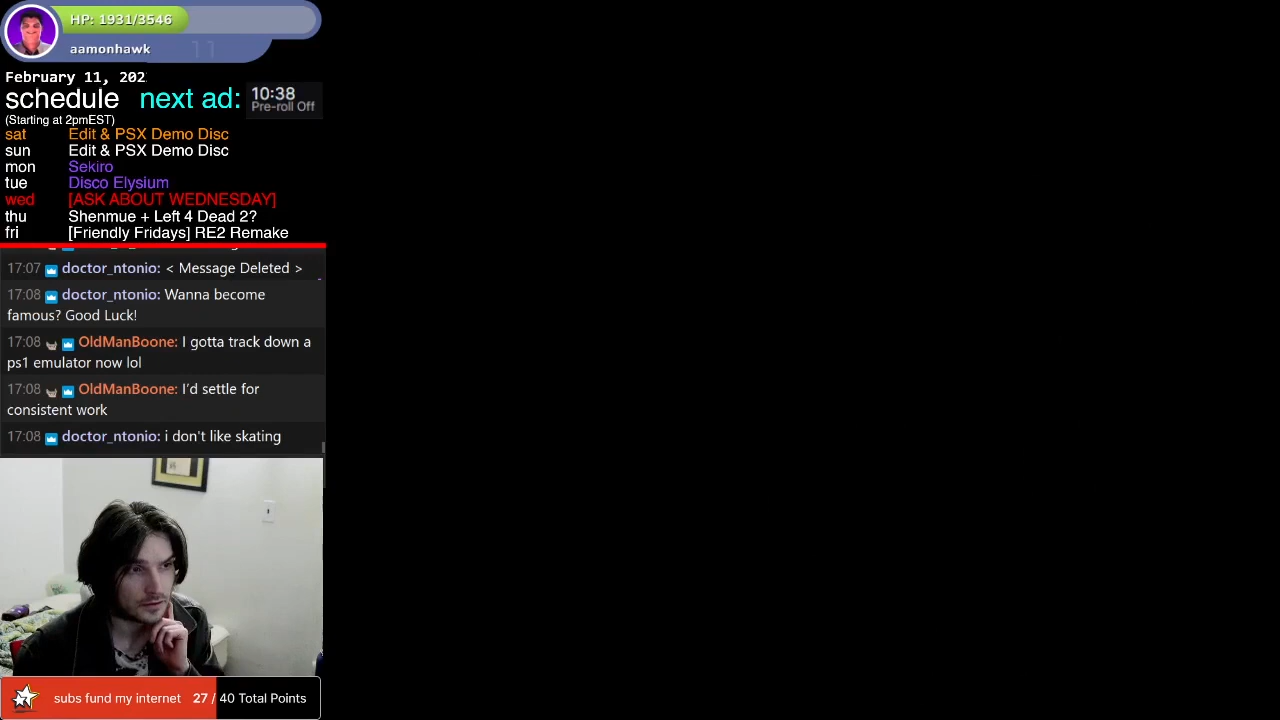 HP: 1931/3546
aamonhawk
11
February 11, 202
schedule next ad: 10:38
Pre-roll Off
(Starting at 2pmEST)
sat Edit & PSX Demo Disc
sun Edit & PSX Demo Disc
mon Sekiro
tue Disco Elysium
wed [ASK ABOUT WEDNESDAY]
thu Shenmue + Left 4 Dead 2?
fri [Friendly Fridays] RE2 Remake
17:07 doctor_ntonio: < Message Deleted >
17:08 doctor_ntonio: Wanna become
famous? Good Luck!
17:08 OldManBoone: I gotta track down a
ps1 emulator now lol
17:08 OldManBoone: I'd settle for
consistent work
17:08 doctor_ntonio: i don't like skating
subs fund my internet 27 / 40 Total Points